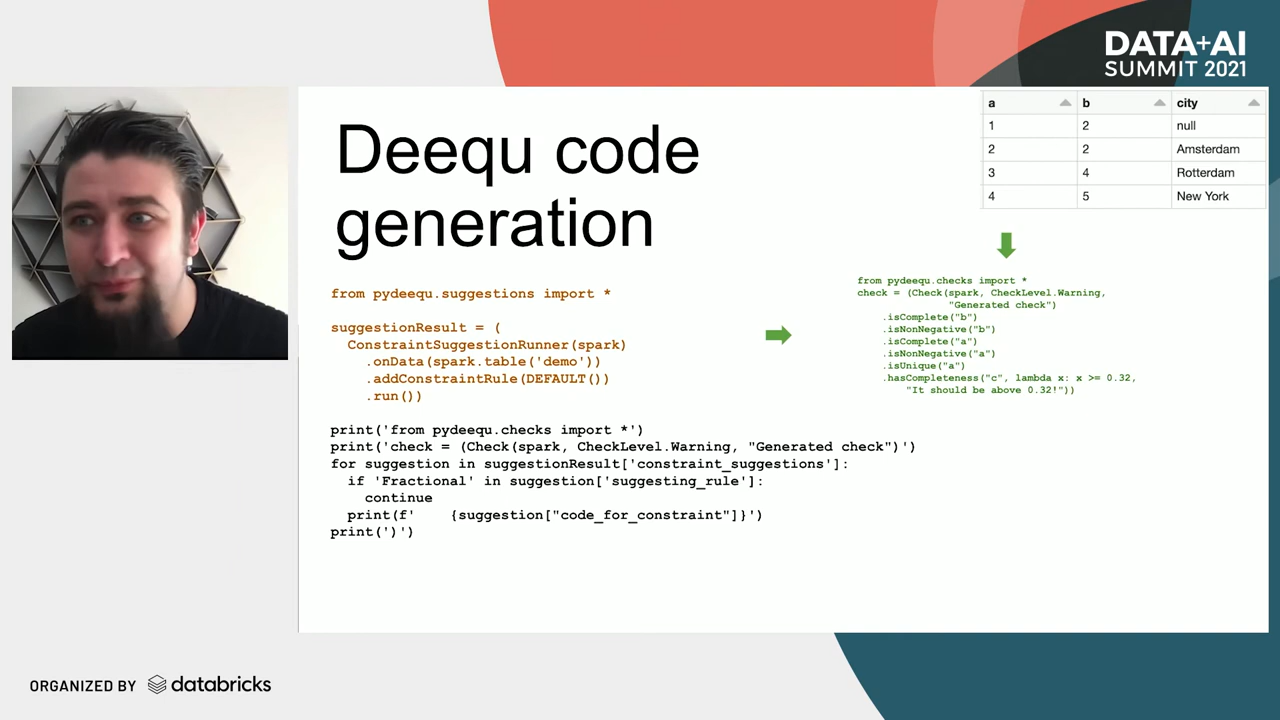 DATA+AI
SUMMIT 2021
Deequ code
generation
a b city
1 2 null
2 2 Amsterdam
3 4 Rotterdam
4 5 New York
from pydeequ.suggestions import *
suggestionResult = (
ConstraintSuggestionRunner(spark)
.onData(spark.table('demo'))
.addConstraintRule(DEFAULT())
.run())
print('from pydeequ.checks import *')
print('check = (Check(spark, CheckLevel.Warning, "Generated check")')
for suggestion in suggestionResult['constraint_suggestions']:
if 'Fractional' in suggestion['suggesting_rule']:
continue
print(f'    {suggestion["code_for_constraint"]}')
print(')')
from pydeequ.checks import *
check = (Check(spark, CheckLevel.Warning,
"Generated check")
.isComplete("b")
.isNonNegative("b")
.isComplete("a")
.isNonNegative("a")
.isUnique("a")
.hasCompleteness("c", lambda x: x >= 0.32,
"It should be above 0.32!"))
ORGANIZED BY databricks